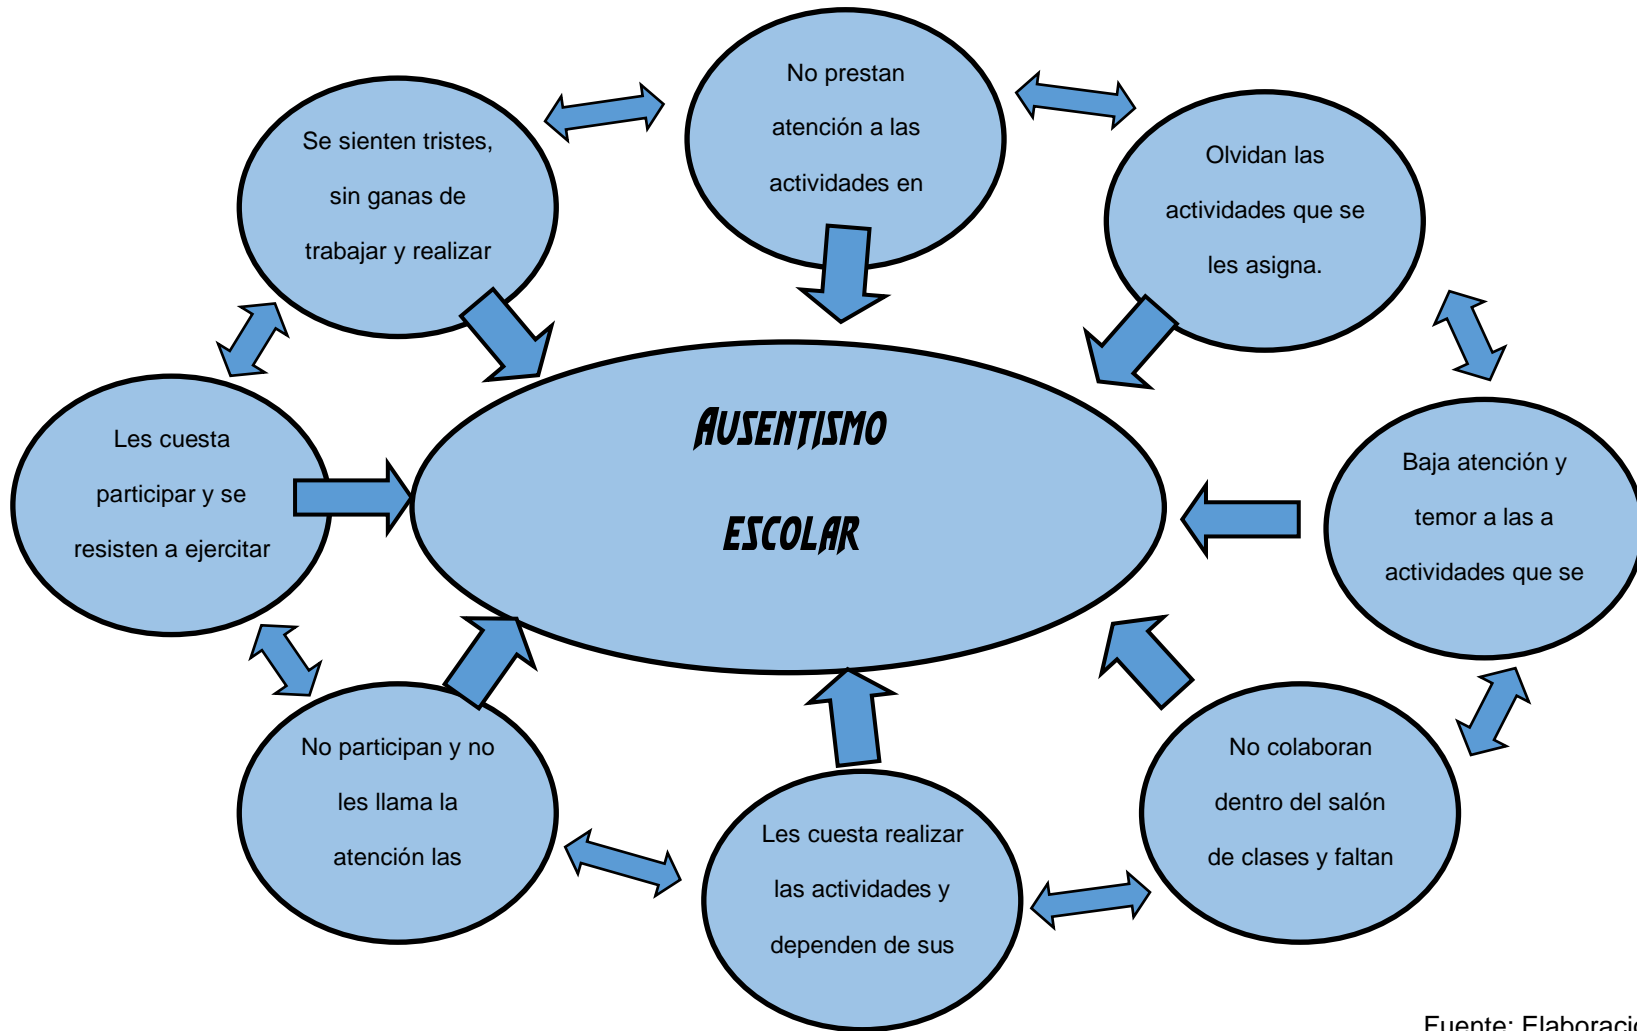 No prestan
atención a las
actividades en
Se sienten tristes,
sin ganas de
trabajar y realizar
Olvidan las
actividades que se
les asigna.
Les cuesta
participar y se
resisten a ejercitar
AUSENTISMO
ESCOLAR
Baja atención y
temor a las a
actividades que se
No participan y no
les llama la
atención las
Les cuesta realizar
las actividades y
dependen de sus
No colaboran
dentro del salón
de clases y faltan
Fuente: Elaboració